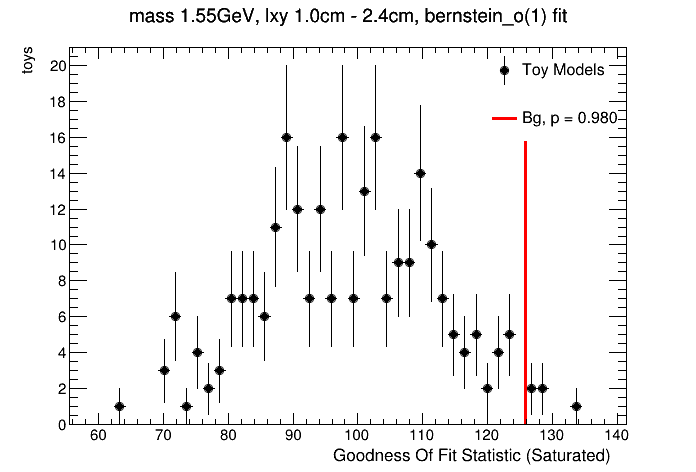 mass 1.55GeV, lxy 1.0cm - 2.4cm, bernstein_o(1) fit
toys
20
18
16
14
12
10
8
6
4
2
0
Toy Models
Bg, p = 0.980
60 70 80 90 100 110 120 130 140
Goodness Of Fit Statistic (Saturated)